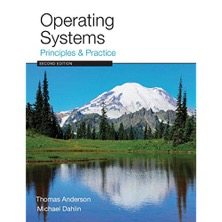 Operating
Systems
Principles & Practice
SECOND EDITION
Thomas Anderson
Michael Dahlin